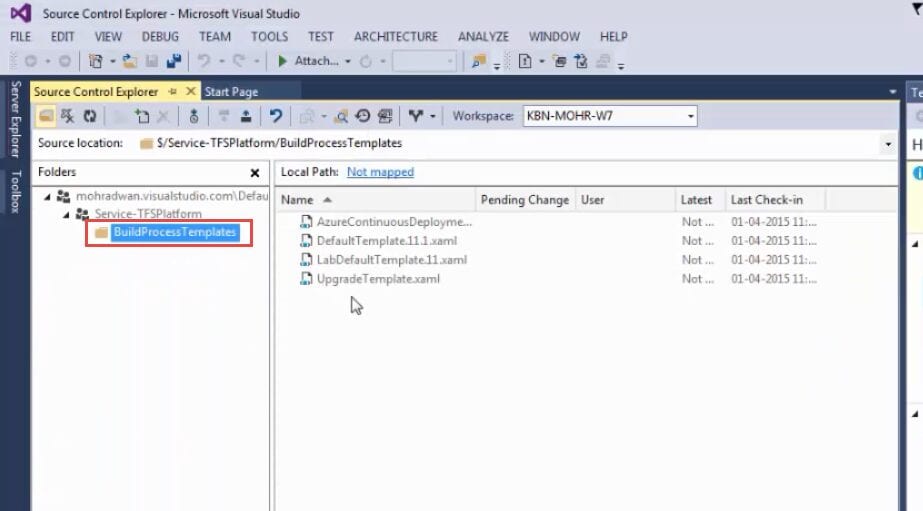 Source Control Explorer - Microsoft Visual Studio
FILE EDIT VIEW DEBUG TEAM TOOLS TEST ARCHITECTURE ANALYZE WINDOW HELP
Attach...
Server Explorer
Toolbox
Source Control Explorer Start Page
Te
Workspace: KBN-MOHR-W7
Source location: $/Service-TFSPlatform/BuildProcessTemplates
H
Folders
Local Path: Not mapped
mohradwan.visualstudio.com\Defau
Service-TFSPlatform
BuildProcessTemplates
Name Pending Change User Latest Last Check-in
AzureContinuousDeployme... Not ... 01-04-2015 11:...
DefaultTemplate.11.1.xaml Not ... 01-04-2015 11:...
LabDefaultTemplate.11.xaml Not ... 01-04-2015 11:...
UpgradeTemplate.xaml Not ... 01-04-2015 11:...